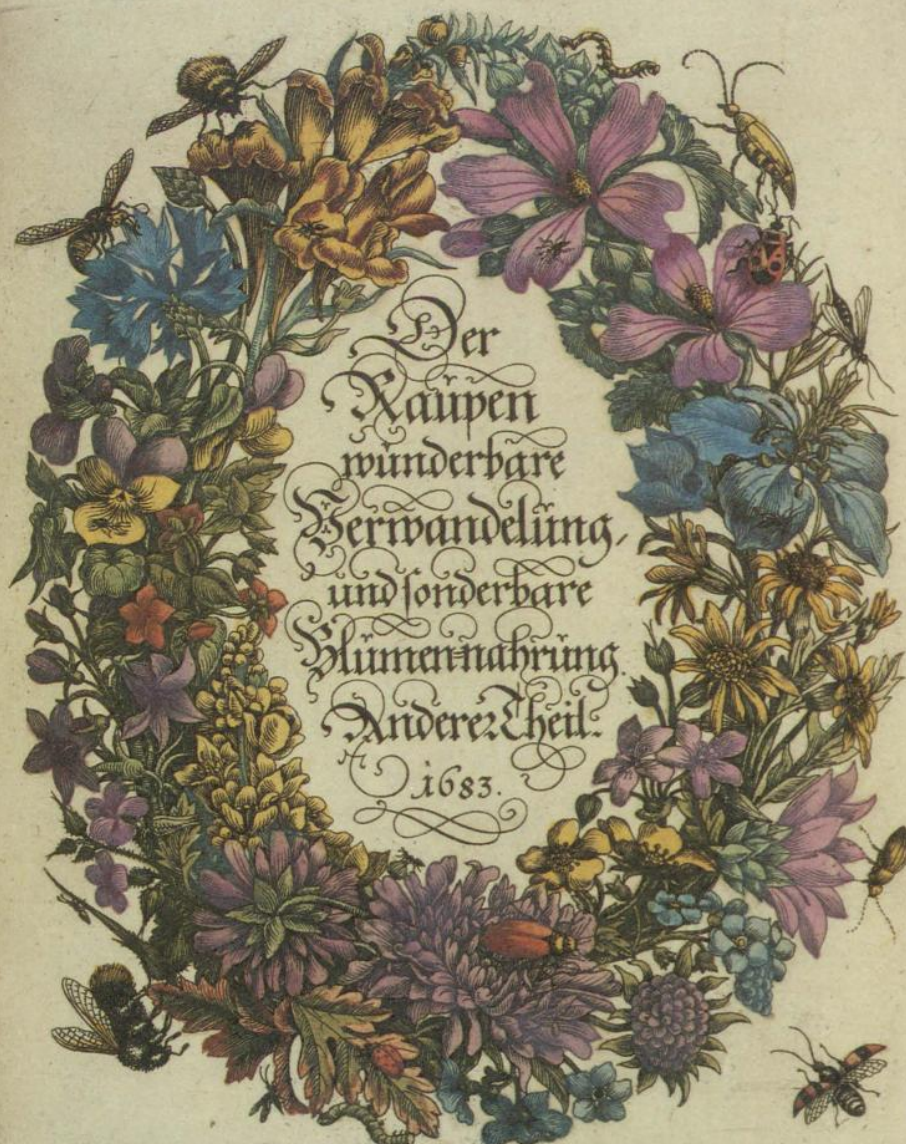 Der
Raupen
wunderbare
Verwandelung,
und sonderbare
Blumen-nahrung
Anderer Theil.
1683.